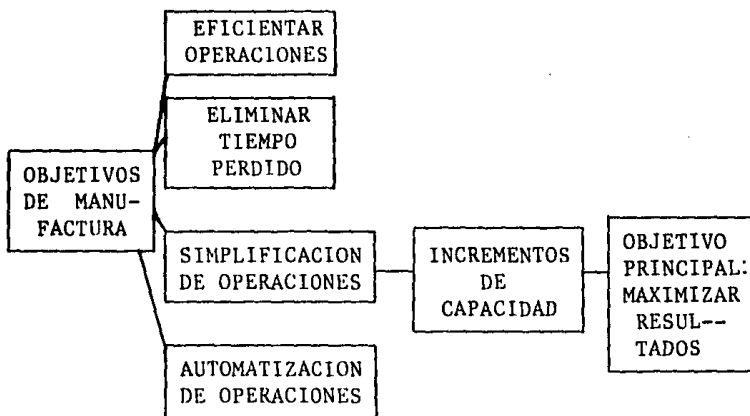 EFICIENTAR
OPERACIONES
ELIMINAR
TIEMPO
PERDIDO
OBJETIVOS
DE MANU-
FACTURA
SIMPLIFICACION
DE OPERACIONES
INCREMENTOS
DE
CAPACIDAD
OBJETIVO
PRINCIPAL:
MAXIMIZAR
RESUL--
TADOS
AUTOMATIZACION
DE OPERACIONES